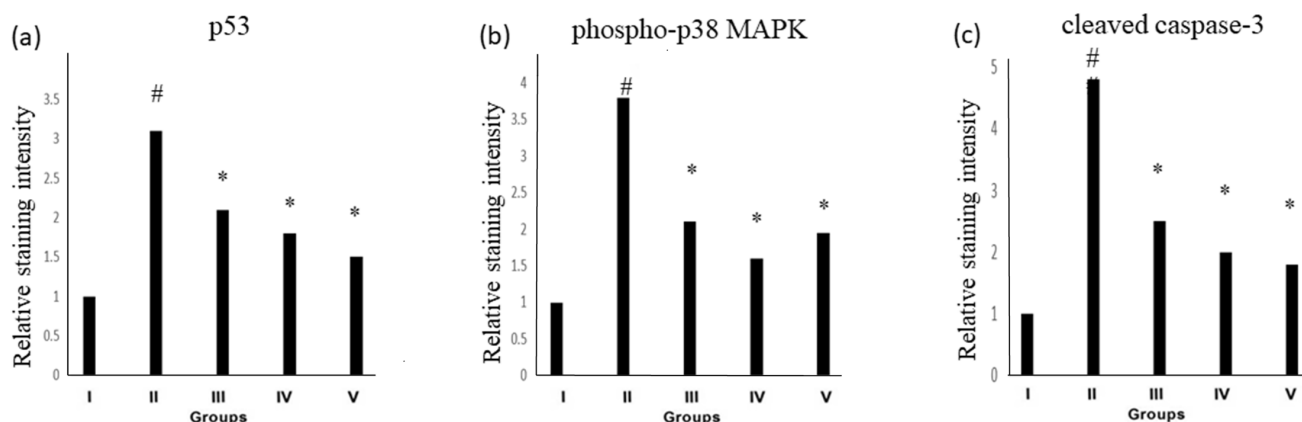 (a)
p53
Relative staining intensity
3.5
3
2.5
2
1.5
1
0.5
0
#
*
*
*
I II III IV V
Groups
(b)
phospho-p38 MAPK
Relative staining intensity
4
3.5
3
2.5
2
1.5
1
0.5
0
#
*
*
*
I II III IV V
Groups
(c)
cleaved caspase-3
Relative staining intensity
5
4
3
2
1
0
#
#
*
*
*
I II III IV V
Groups